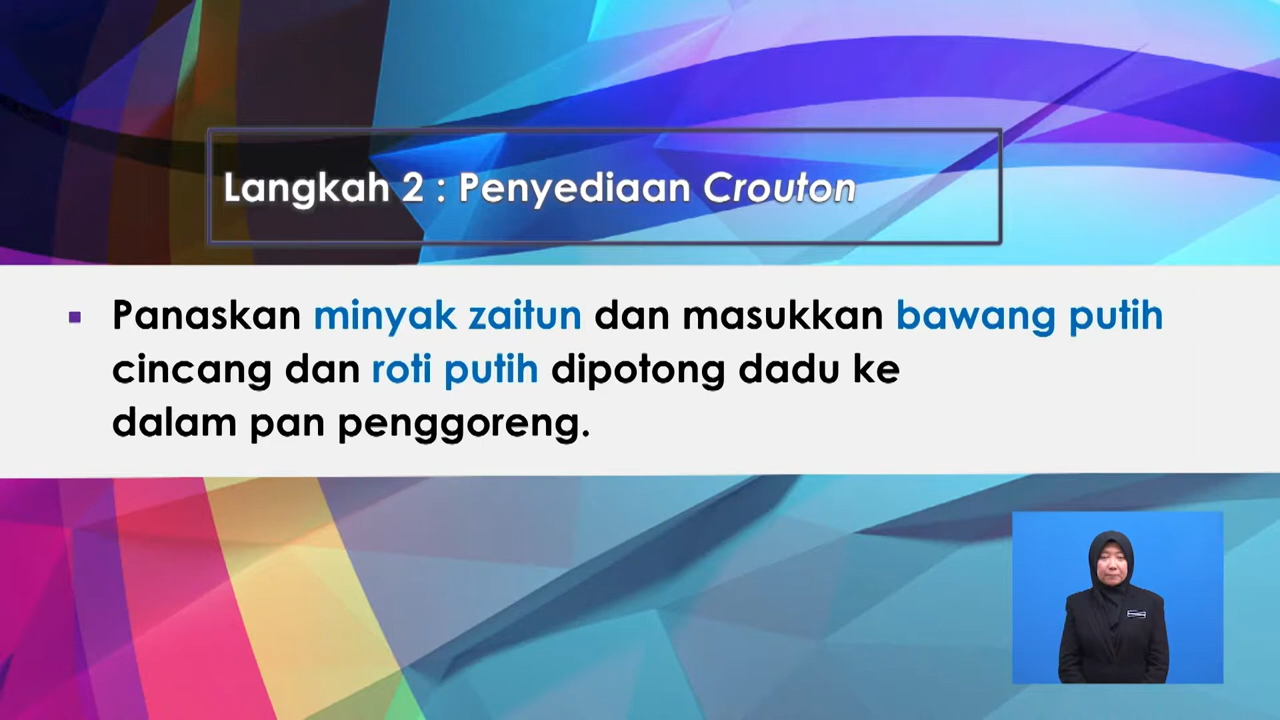 Langkah 2 : Penyediaan Crouton
▪ Panaskan minyak zaitun dan masukkan bawang putih
cincang dan roti putih dipotong dadu ke
dalam pan penggoreng.